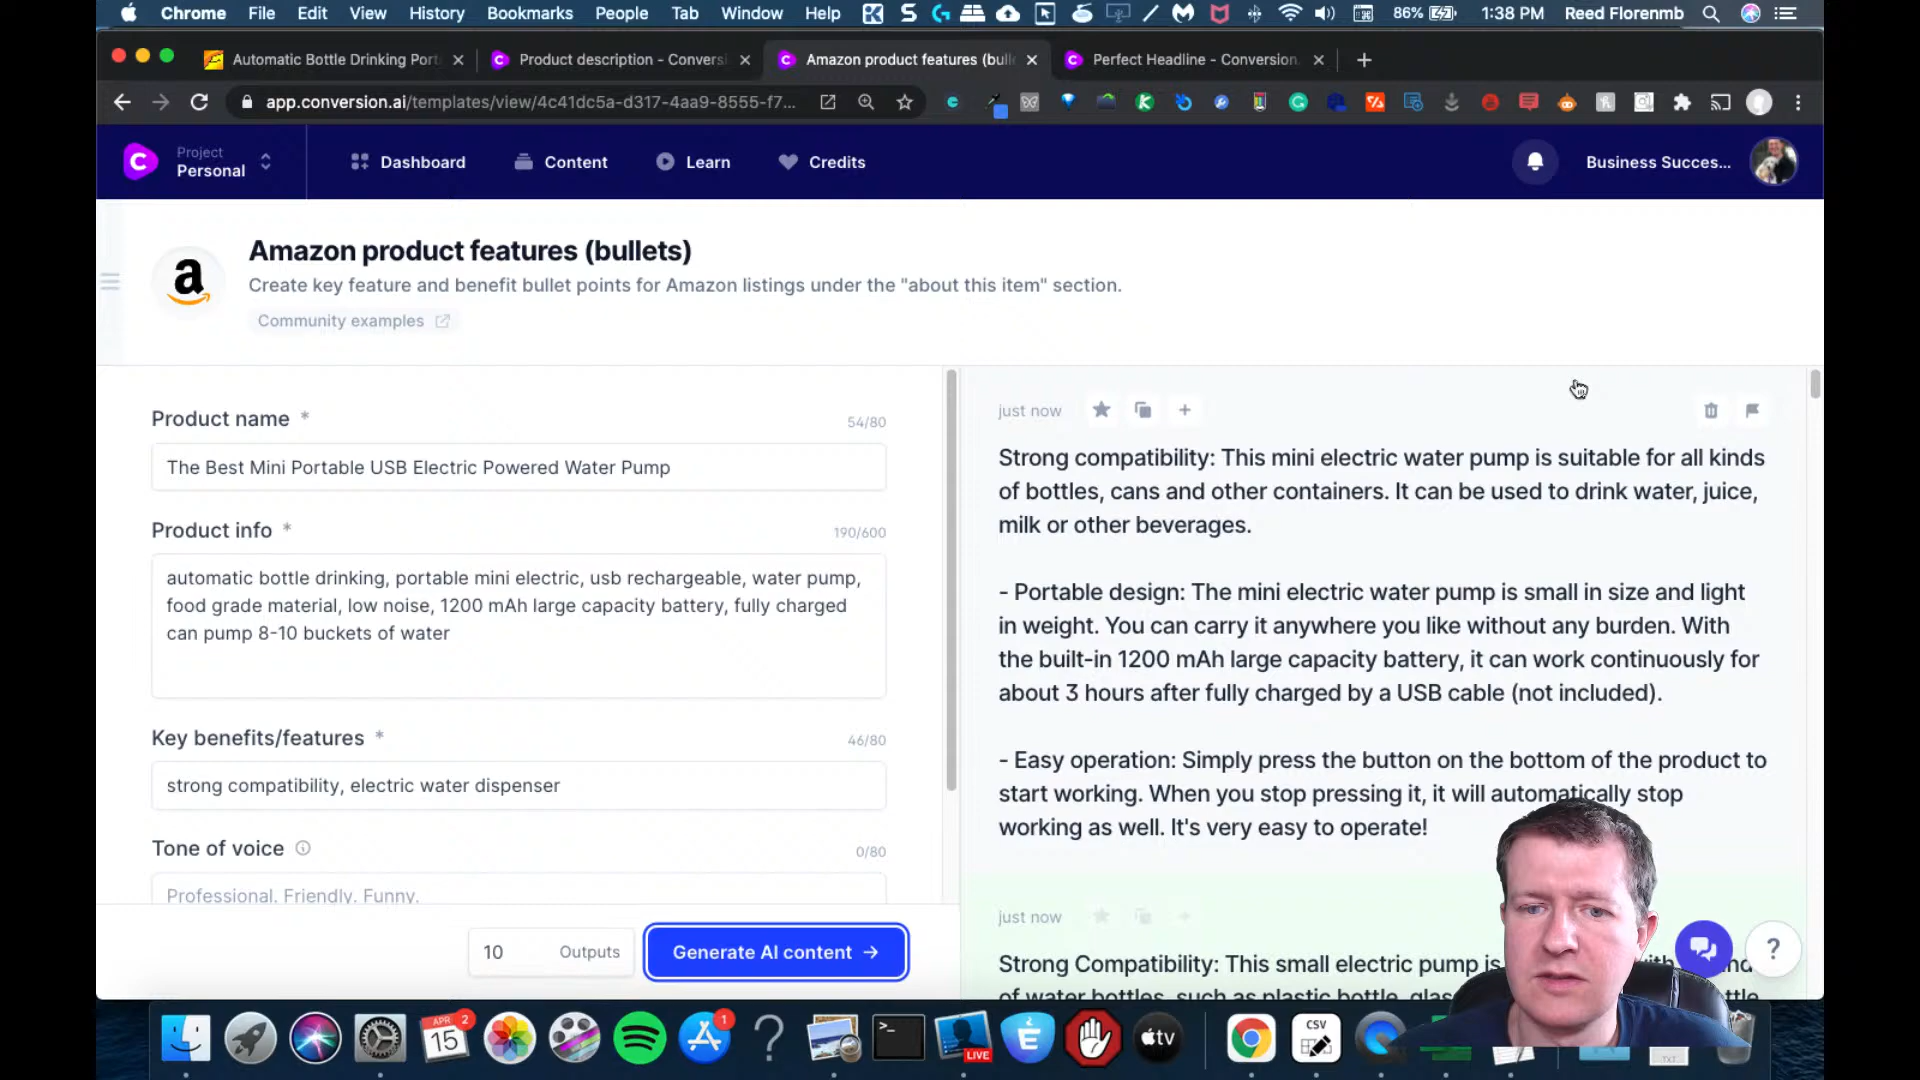 Chrome File Edit View History Bookmarks People Tab Window Help 86% 1:38 PM Reed Florenmb
Automatic Bottle Drinking Port
Product description - Convers
Amazon product features (bull
Perfect Headline - Conversion.
app.conversion.ai/templates/view/4c41dc5a-d317-4aa9-8555-f7...
Project
Personal
Dashboard Content Learn Credits
Business Succes...
Amazon product features (bullets)
Create key feature and benefit bullet points for Amazon listings under the "about this item" section.
Community examples
Product name *
54/80
The Best Mini Portable USB Electric Powered Water Pump
Product info *
190/600
automatic bottle drinking, portable mini electric, usb rechargeable, water pump,
food grade material, low noise, 1200 mAh large capacity battery, fully charged
can pump 8-10 buckets of water
Key benefits/features *
46/80
strong compatibility, electric water dispenser
Tone of voice
0/80
Professional, Friendly, Funny.
10 Outputs
Generate AI content →
just now
Strong compatibility: This mini electric water pump is suitable for all kinds
of bottles, cans and other containers. It can be used to drink water, juice,
milk or other beverages.
- Portable design: The mini electric water pump is small in size and light
in weight. You can carry it anywhere you like without any burden. With
the built-in 1200 mAh large capacity battery, it can work continuously for
about 3 hours after fully charged by a USB cable (not included).
- Easy operation: Simply press the button on the bottom of the product to
start working. When you stop pressing it, it will automatically stop
working as well. It's very easy to operate!
just now
Strong Compatibility: This small electric pump is
of water bottles, such as plastic bottle,
?
APR
15
2
1
LIVE
tv
CSV
TXT